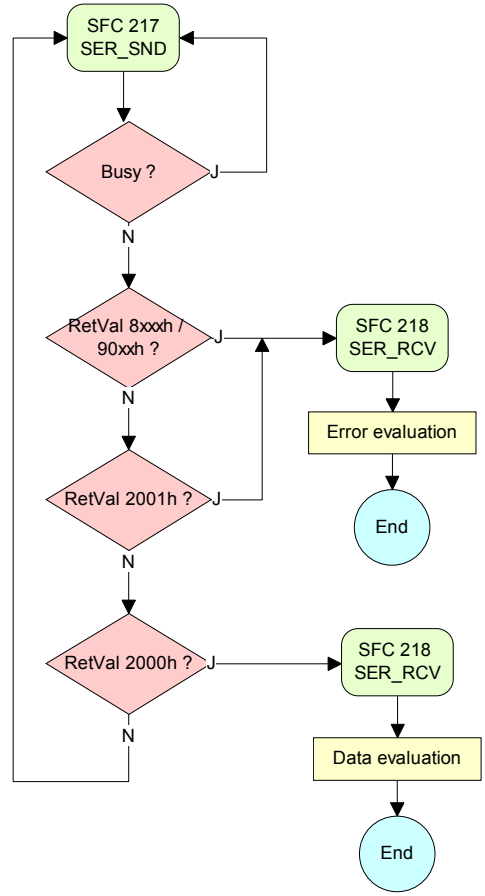 SFC 217
SER_SND
Busy ?
J
N
RetVal 8xxxh /
90xxh ?
J
SFC 218
SER_RCV
N
Error evaluation
RetVal 2001h ?
J
End
N
RetVal 2000h ?
J
SFC 218
SER_RCV
N
Data evaluation
End